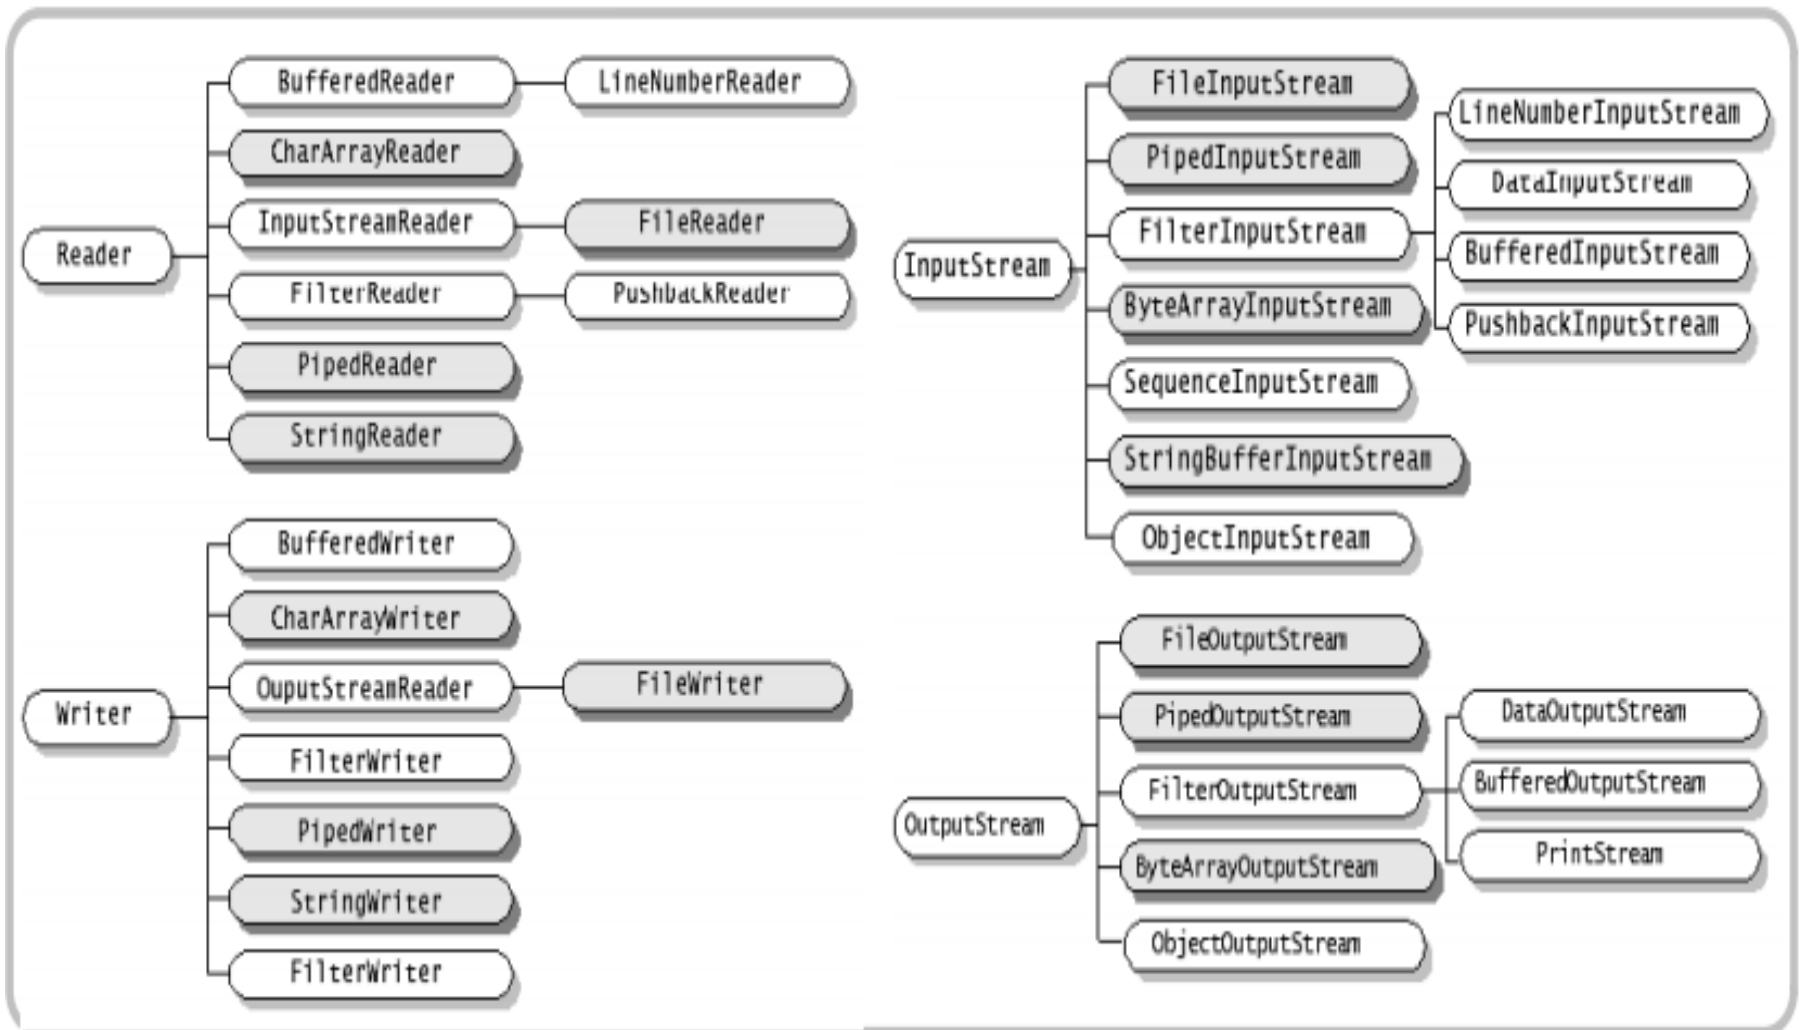 Reader
BufferedReader
LineNumberReader
CharArrayReader
InputStreamReader
FileReader
FilterReader
PushbackReader
PipedReader
StringReader
Writer
BufferedWriter
CharArrayWriter
OuputStreamReader
FileWriter
FilterWriter
PipedWriter
StringWriter
FilterWriter
InputStream
FileInputStream
PipedInputStream
FilterInputStream
LineNumberInputStream
DataInputStream
BufferedInputStream
PushbackInputStream
ByteArrayInputStream
SequenceInputStream
StringBufferInputStream
ObjectInputStream
OutputStream
FileOutputStream
PipedOutputStream
FilterOutputStream
DataOutputStream
BufferedOutputStream
PrintStream
ByteArrayOutputStream
ObjectOutputStream